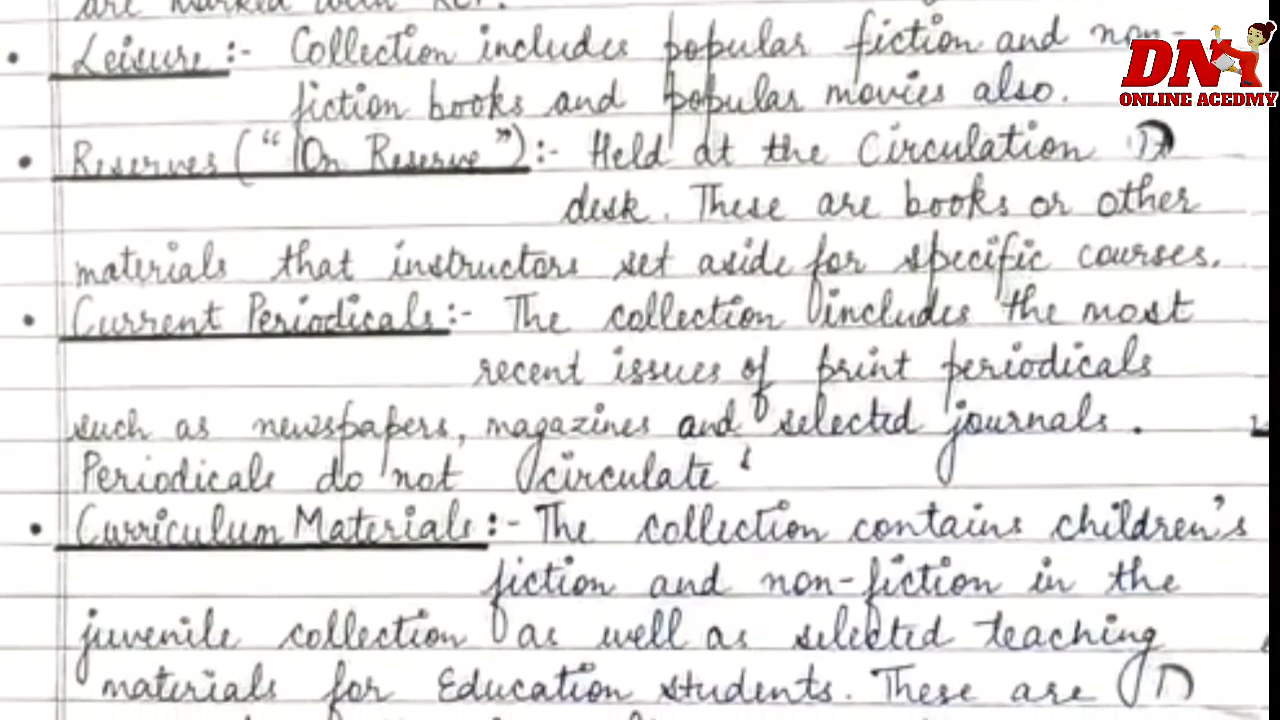 are marked with Ref.
• Leisure :- Collection includes popular fiction and non-
fiction books and popular movies also.
• Reserves ("On Reserve") :- Held at the Circulation
desk. These are books or other
materials that instructors set aside for specific courses.
• Current Periodicals :- The collection includes the most
recent issues of print periodicals
such as newspapers, magazines and selected journals.
Periodicals do not circulate
• Curriculum Materials :- The collection contains children's
fiction and non-fiction in the
juvenile collection as well as selected teaching
materials for Education students. These are
DN
ONLINE ACEDMY